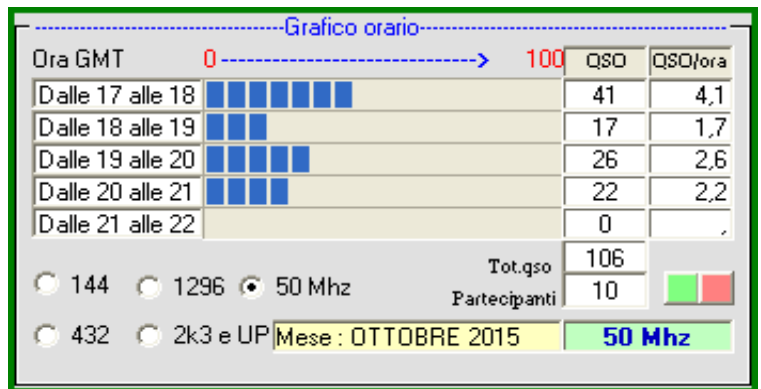 Grafico orario
Ora GMT 0 ------------------------------> 100 QSO QSO/ora
Dalle 17 alle 18 41 4,1
Dalle 18 alle 19 17 1,7
Dalle 19 alle 20 26 2,6
Dalle 20 alle 21 22 2,2
Dalle 21 alle 22 0 ,
Tot.qso 106
144 1296 50 Mhz
Partecipanti 10
432 2k3 e UP Mese : OTTOBRE 2015 50 Mhz